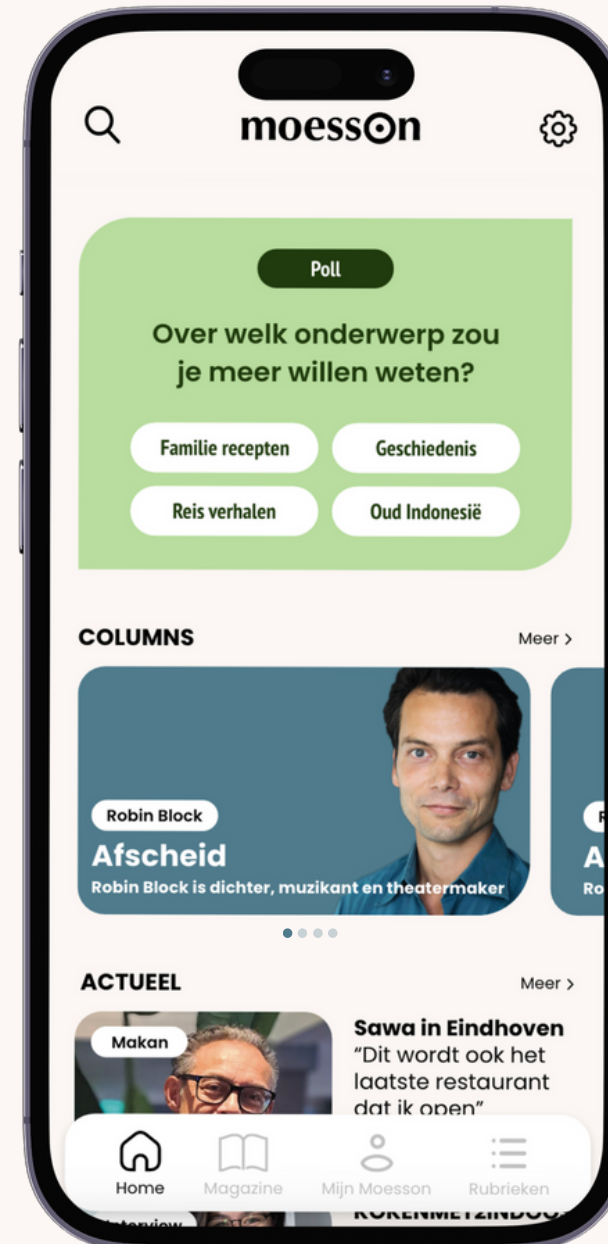 moesson
Poll
Over welk onderwerp zou
je meer willen weten?
Familie recepten
Geschiedenis
Reis verhalen
Oud Indonesië
COLUMNS
Meer >
Robin Block
Afscheid
Robin Block is dichter, muzikant en theatermaker
A
Ro
ACTUEEL
Meer >
Makan
Sawa in Eindhoven
“Dit wordt ook het
laatste restaurant
dat ik open”
Home
Magazine
Mijn Moesson
Rubrieken
Interview